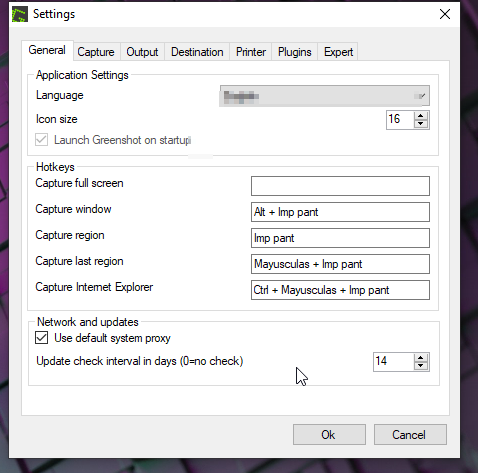 Settings
General Capture Output Destination Printer Plugins Expert
Application Settings
Language
Icon size 16
Launch Greenshot on startup
Hotkeys
Capture full screen
Capture window Alt + Imp pant
Capture region Imp pant
Capture last region Mayusculas + Imp pant
Capture Internet Explorer Ctrl + Mayusculas + Imp pant
Network and updates
Use default system proxy
Update check interval in days (0=no check) 14
Ok Cancel